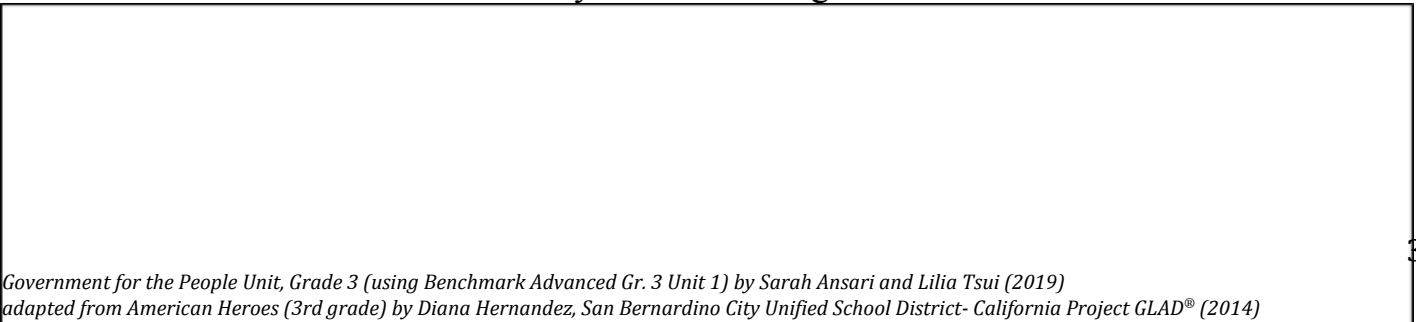 Government for the People Unit, Grade 3 (using Benchmark Advanced Gr. 3 Unit 1) by Sarah Ansari and Lilia Tsui (2019)
adapted from American Heroes (3rd grade) by Diana Hernandez, San Bernardino City Unified School District- California Project GLAD® (2014)